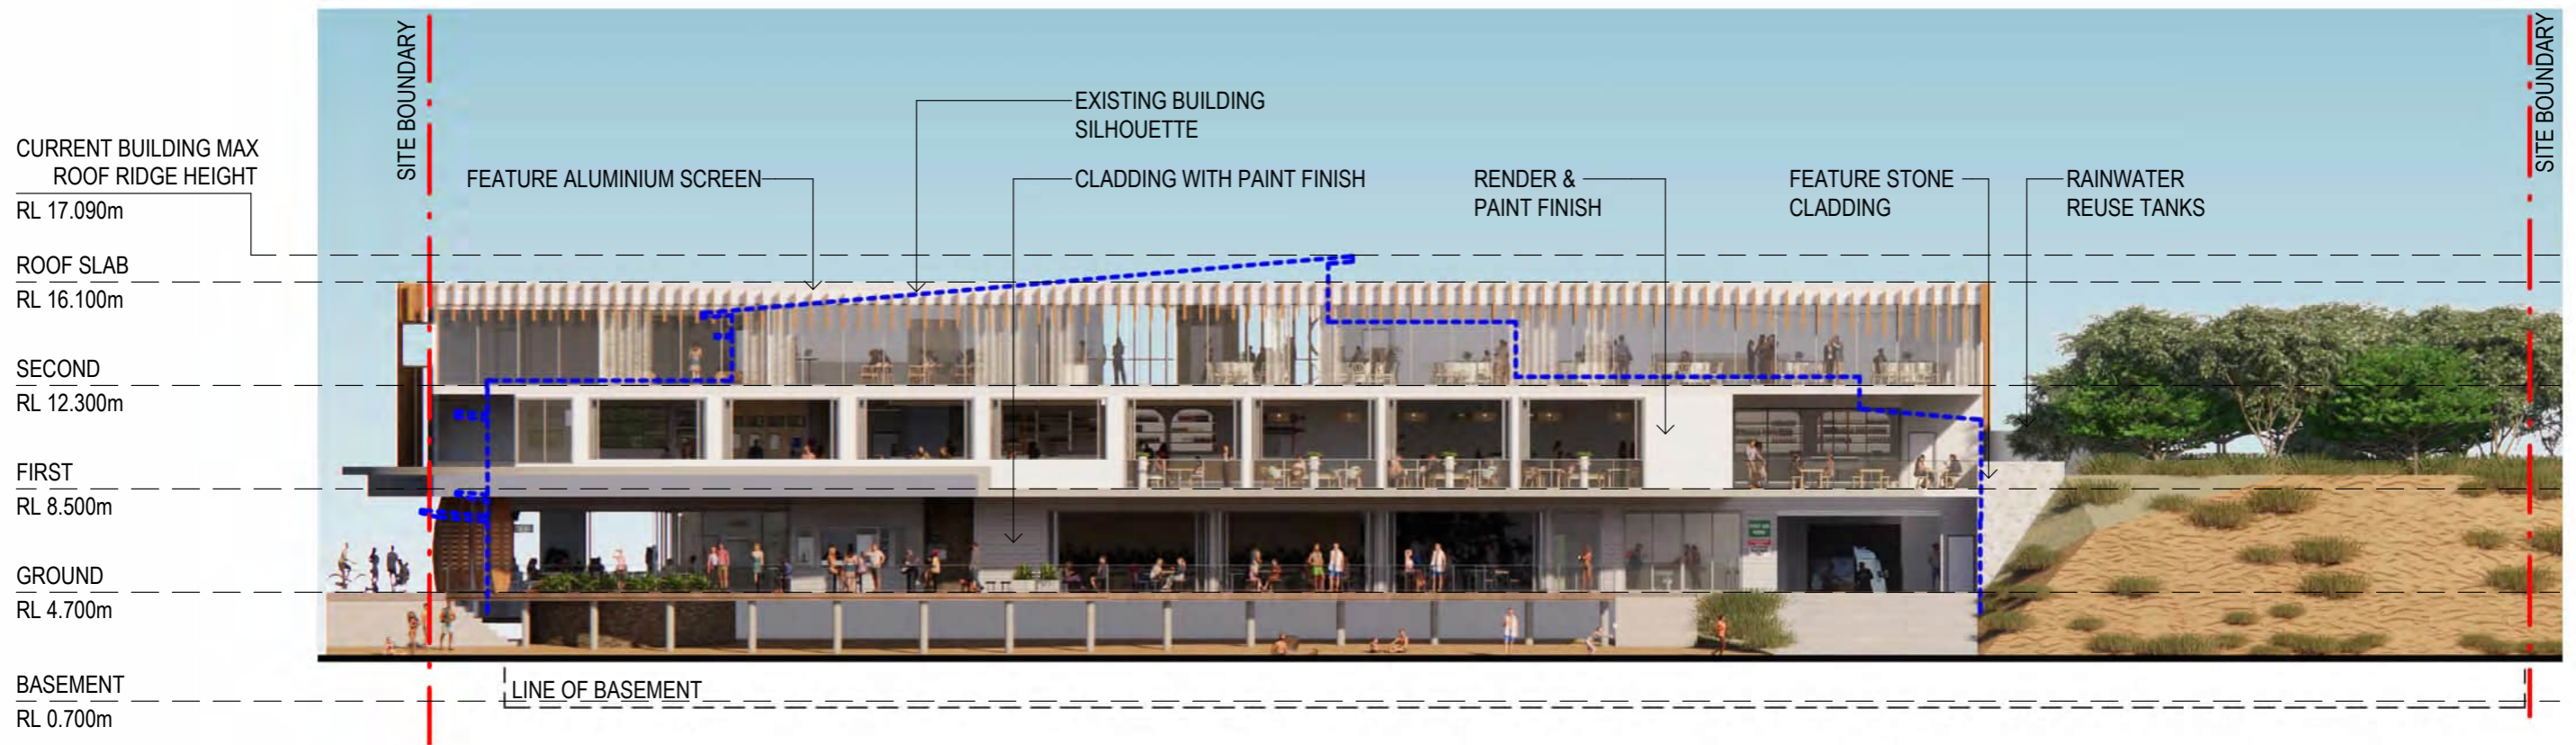 SITE BOUNDARY
SITE BOUNDARY
EXISTING BUILDING
SILHOUETTE
CURRENT BUILDING MAX
ROOF RIDGE HEIGHT
RL 17.090m
FEATURE ALUMINIUM SCREEN
CLADDING WITH PAINT FINISH
RENDER &
PAINT FINISH
FEATURE STONE
CLADDING
RAINWATER
REUSE TANKS
ROOF SLAB
RL 16.100m
SECOND
RL 12.300m
FIRST
RL 8.500m
GROUND
RL 4.700m
BASEMENT
RL 0.700m
LINE OF BASEMENT